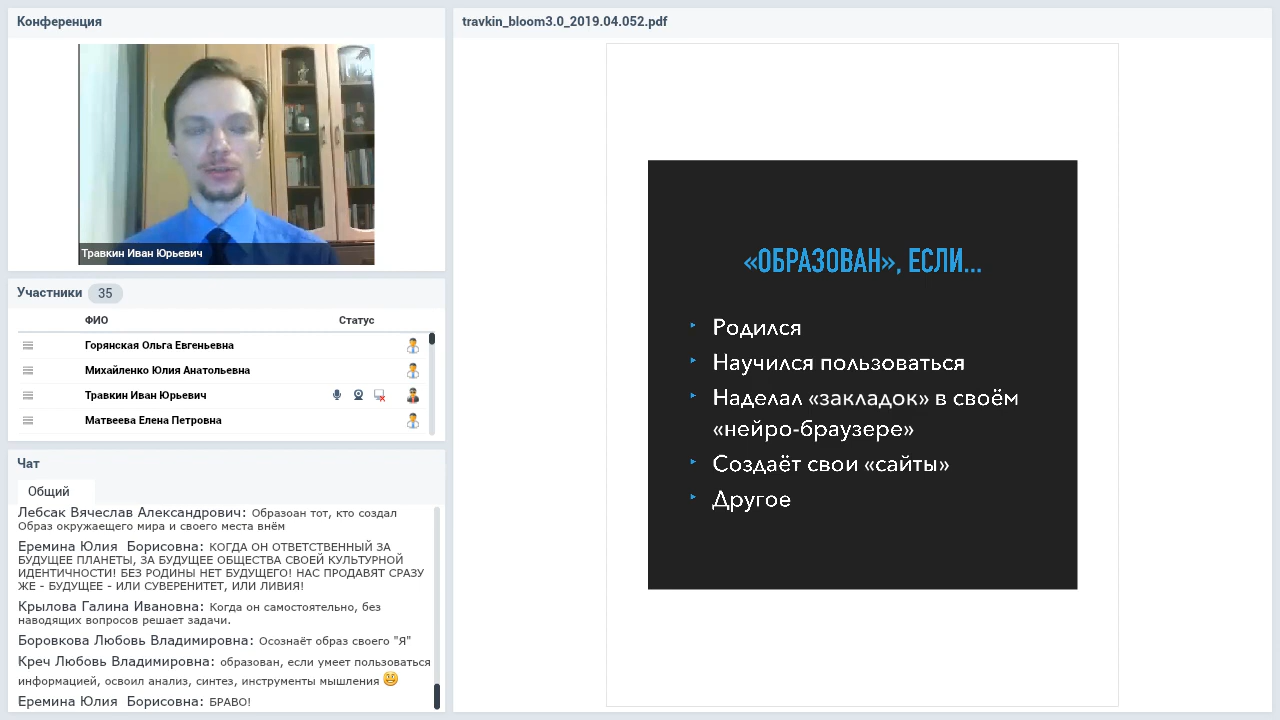 Конференция
Травкин Иван Юрьевич
Участники 35
ФИО Статус
Горянская Ольга Евгеньевна
Михайленко Юлия Анатольевна
Травкин Иван Юрьевич
Матвеева Елена Петровна
Чат
Общий
Лебсак Вячеслав Александрович: Образоан тот, кто создал
Образ окружаещего мира и своего места внём
Еремина Юлия Борисовна: КОГДА ОН ОТВЕТСТВЕННЫЙ ЗА
БУДУЩЕЕ ПЛАНЕТЫ, ЗА БУДУЩЕЕ ОБЩЕСТВА СВОЕЙ КУЛЬТУРНОЙ
ИДЕНТИЧНОСТИ! БЕЗ РОДИНЫ НЕТ БУДУЩЕГО! НАС ПРОДАВЯТ СРАЗУ
ЖЕ - БУДУЩЕЕ - ИЛИ СУВЕРЕНИТЕТ, ИЛИ ЛИВИЯ!
Крылова Галина Ивановна: Когда он самостоятельно, без
наводящих вопросов решает задачи.
Боровкова Любовь Владимировна: Осознаёт образ своего "Я"
Креч Любовь Владимировна: образован, если умеет пользоваться
информацией, освоил анализ, синтез, инструменты мышления
Еремина Юлия Борисовна: БРАВО!
travkin_bloom3.0_2019.04.052.pdf
«ОБРАЗОВАН», ЕСЛИ...
Родился
Научился пользоваться
Наделал «закладок» в своём
«нейро-браузере»
Создаёт свои «сайты»
Другое